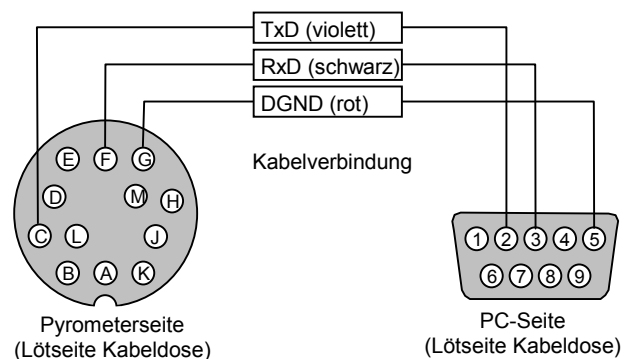 TxD (violett)
RxD (schwarz)
DGND (rot)
Kabelverbindung
E F G
D M H
C L J
B A K
1 2 3 4 5
6 7 8 9
Pyrometerseite
(Lötseite Kabeldose)
PC-Seite
(Lötseite Kabeldose)